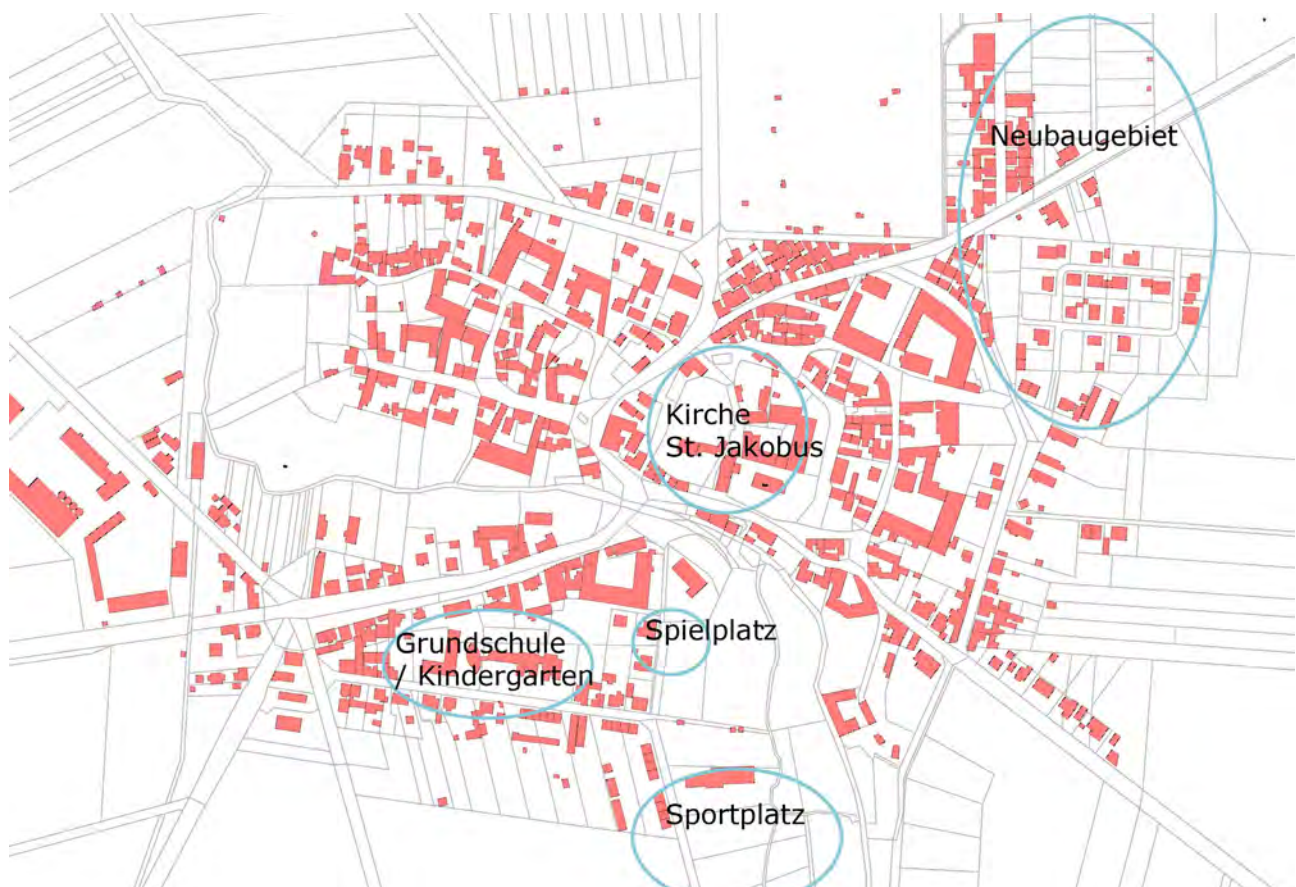 Neubaugebiet
Kirche
St. Jakobus
Grundschule
/ Kindergarten
Spielplatz
Sportplatz